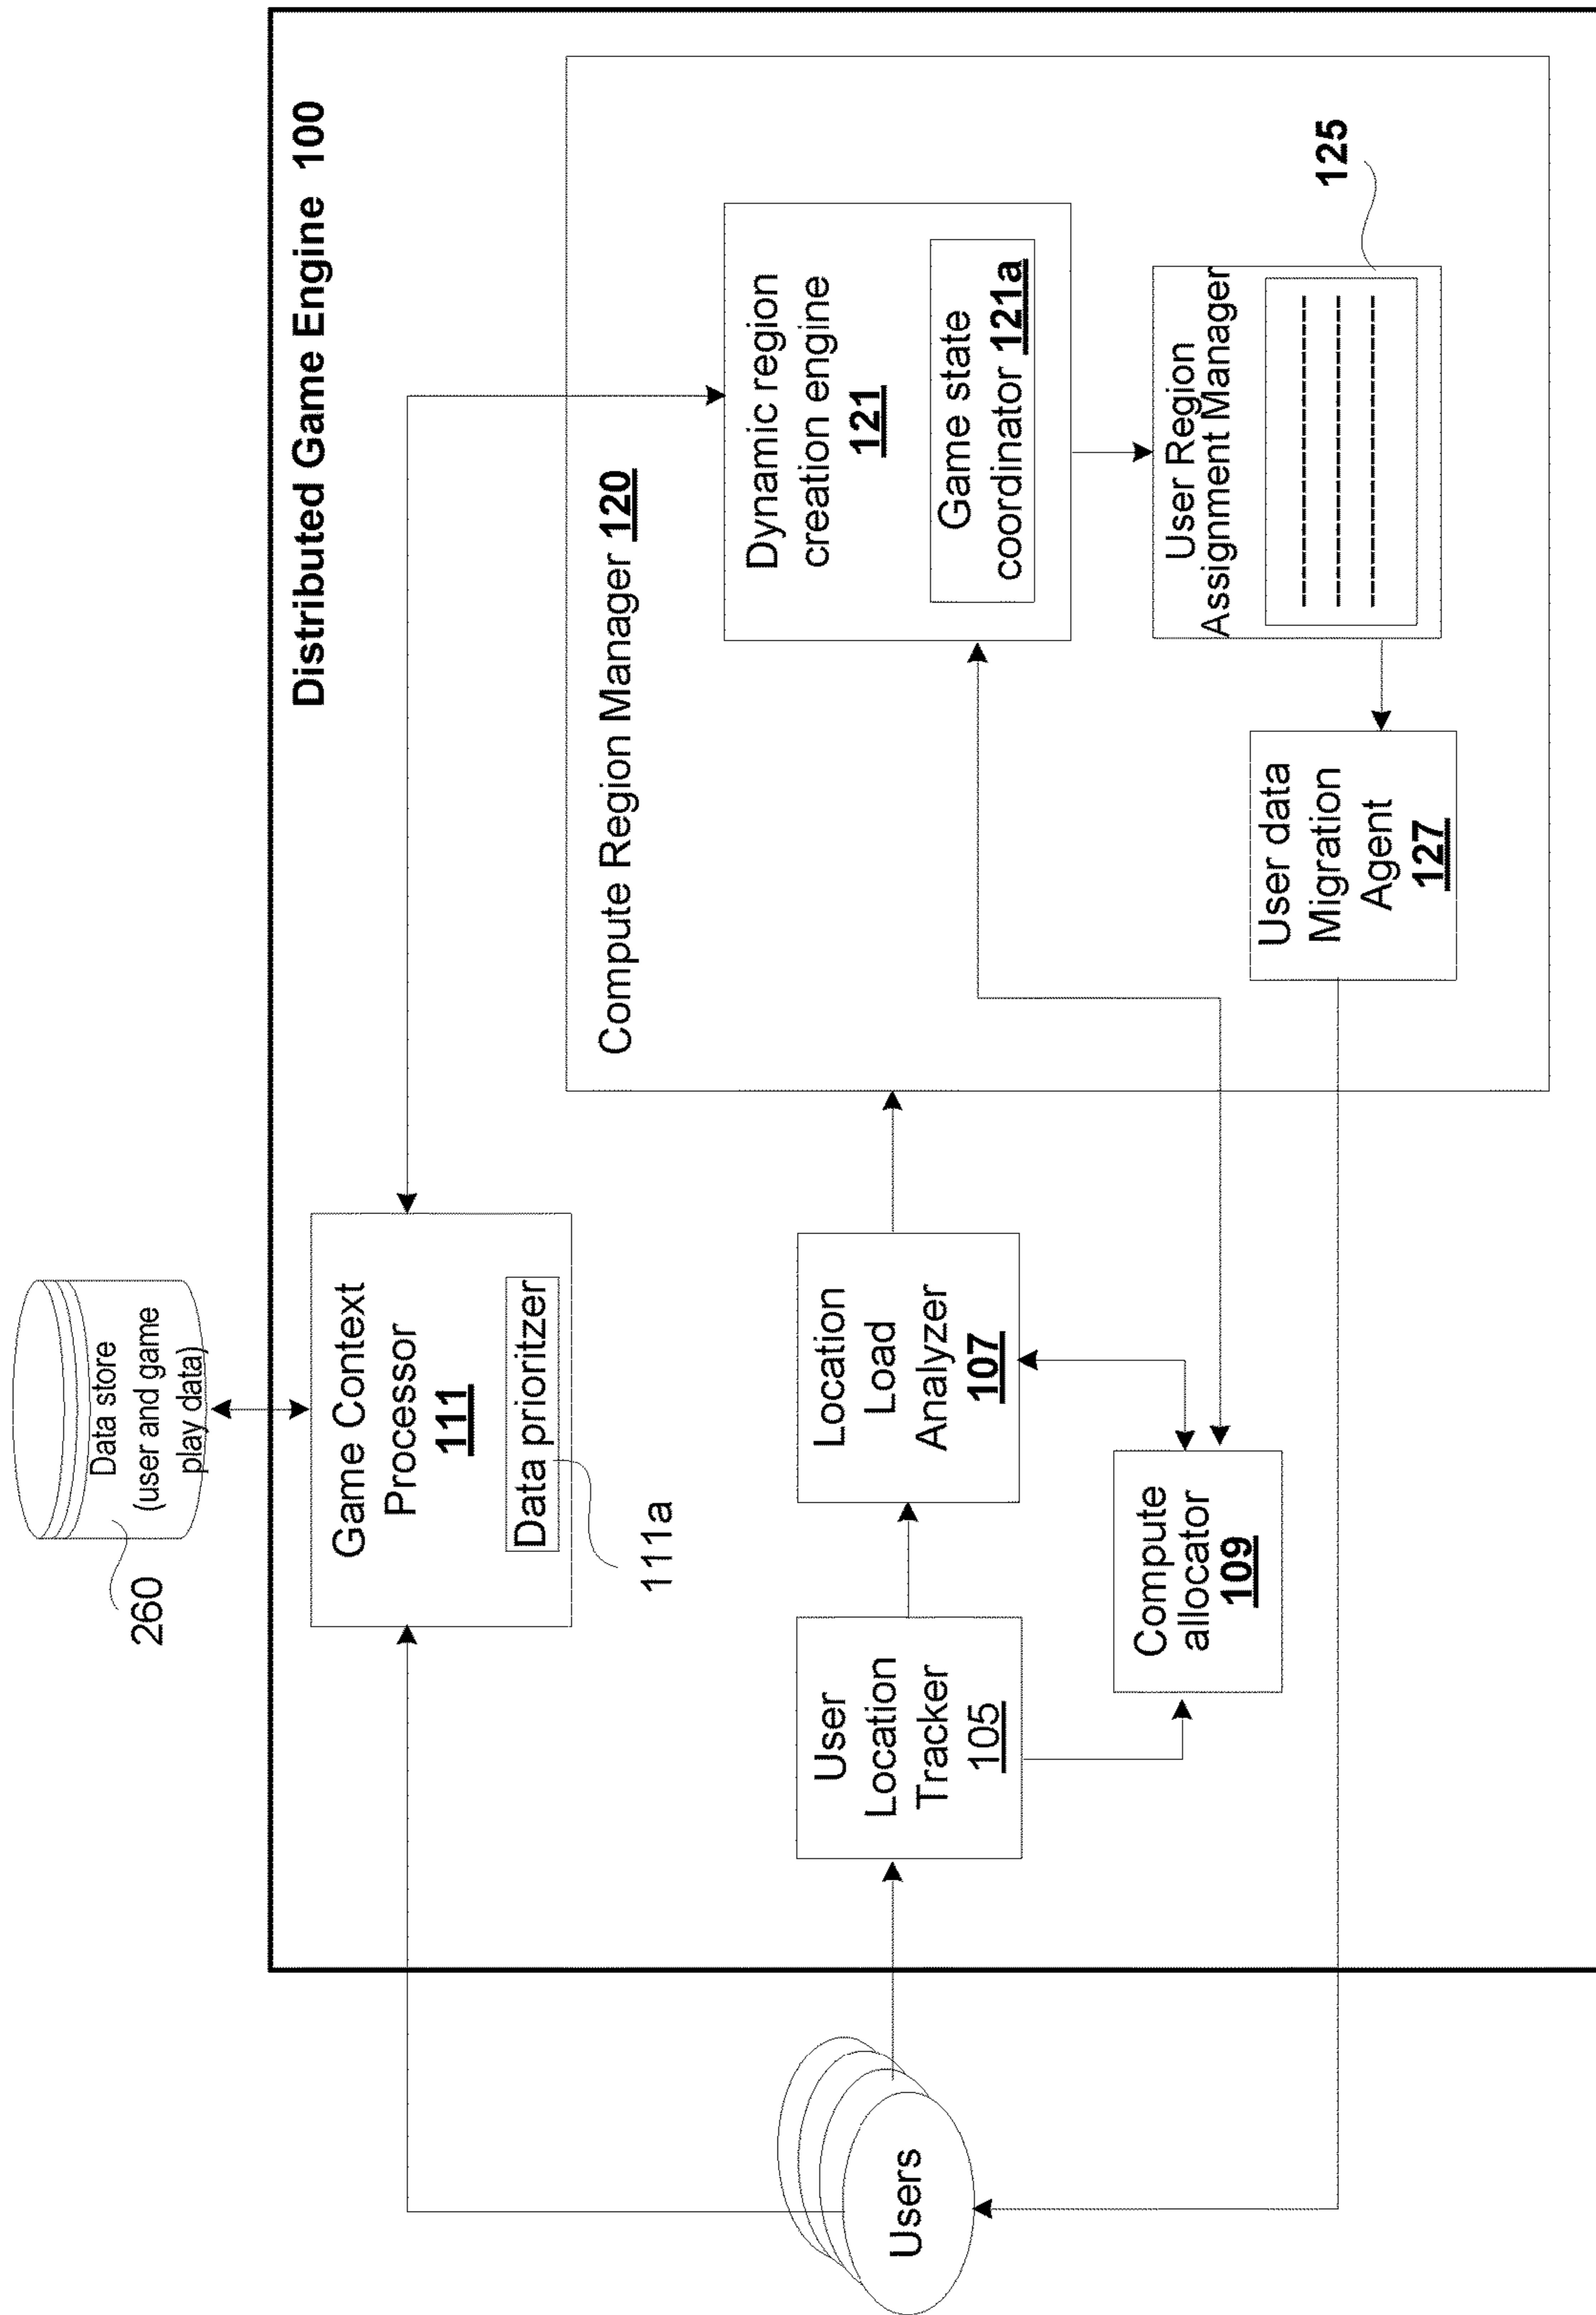 Data store
(user and game
play data)
260
Distributed Game Engine 100
Game Context
Processor
111
Data prioritzer
111a
Compute Region Manager 120
Dynamic region
creation engine
121
Game state
coordinator 121a
User Region
Assignment Manager
125
User data
Migration
Agent
127
Location
Load
Analyzer
107
User
Location
Tracker
105
Compute
allocator
109
Users